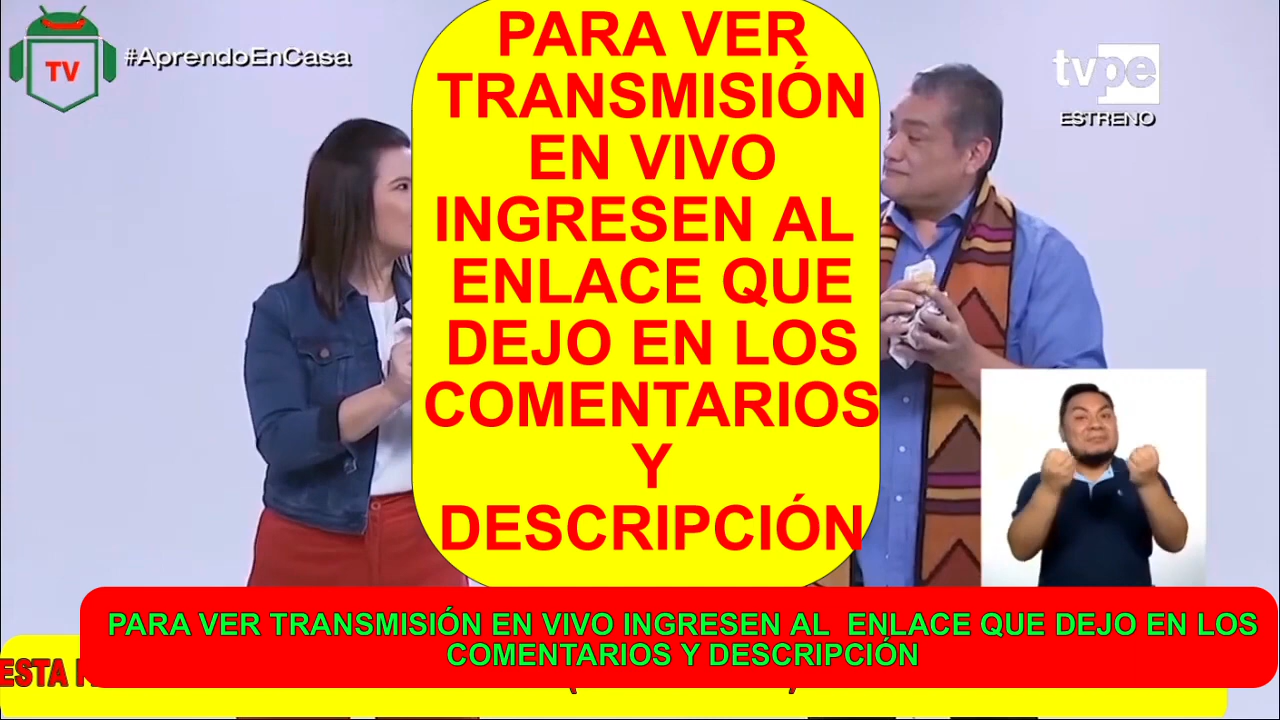 TV
#AprendoEnCasa
tvpe
ESTRENO
PARA VER
TRANSMISIÓN
EN VIVO
INGRESEN AL
ENLACE QUE
DEJO EN LOS
COMENTARIOS
Y
DESCRIPCIÓN
PARA VER TRANSMISIÓN EN VIVO INGRESEN AL ENLACE QUE DEJO EN LOS
COMENTARIOS Y DESCRIPCIÓN
ESTA